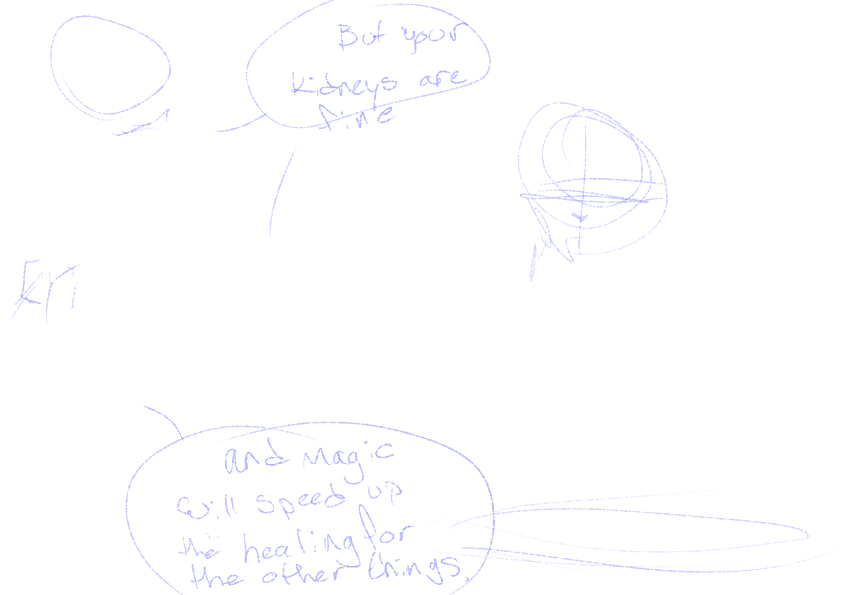 But your
kidneys are
fine
and Magic
will speed up
the healing for
the other things.